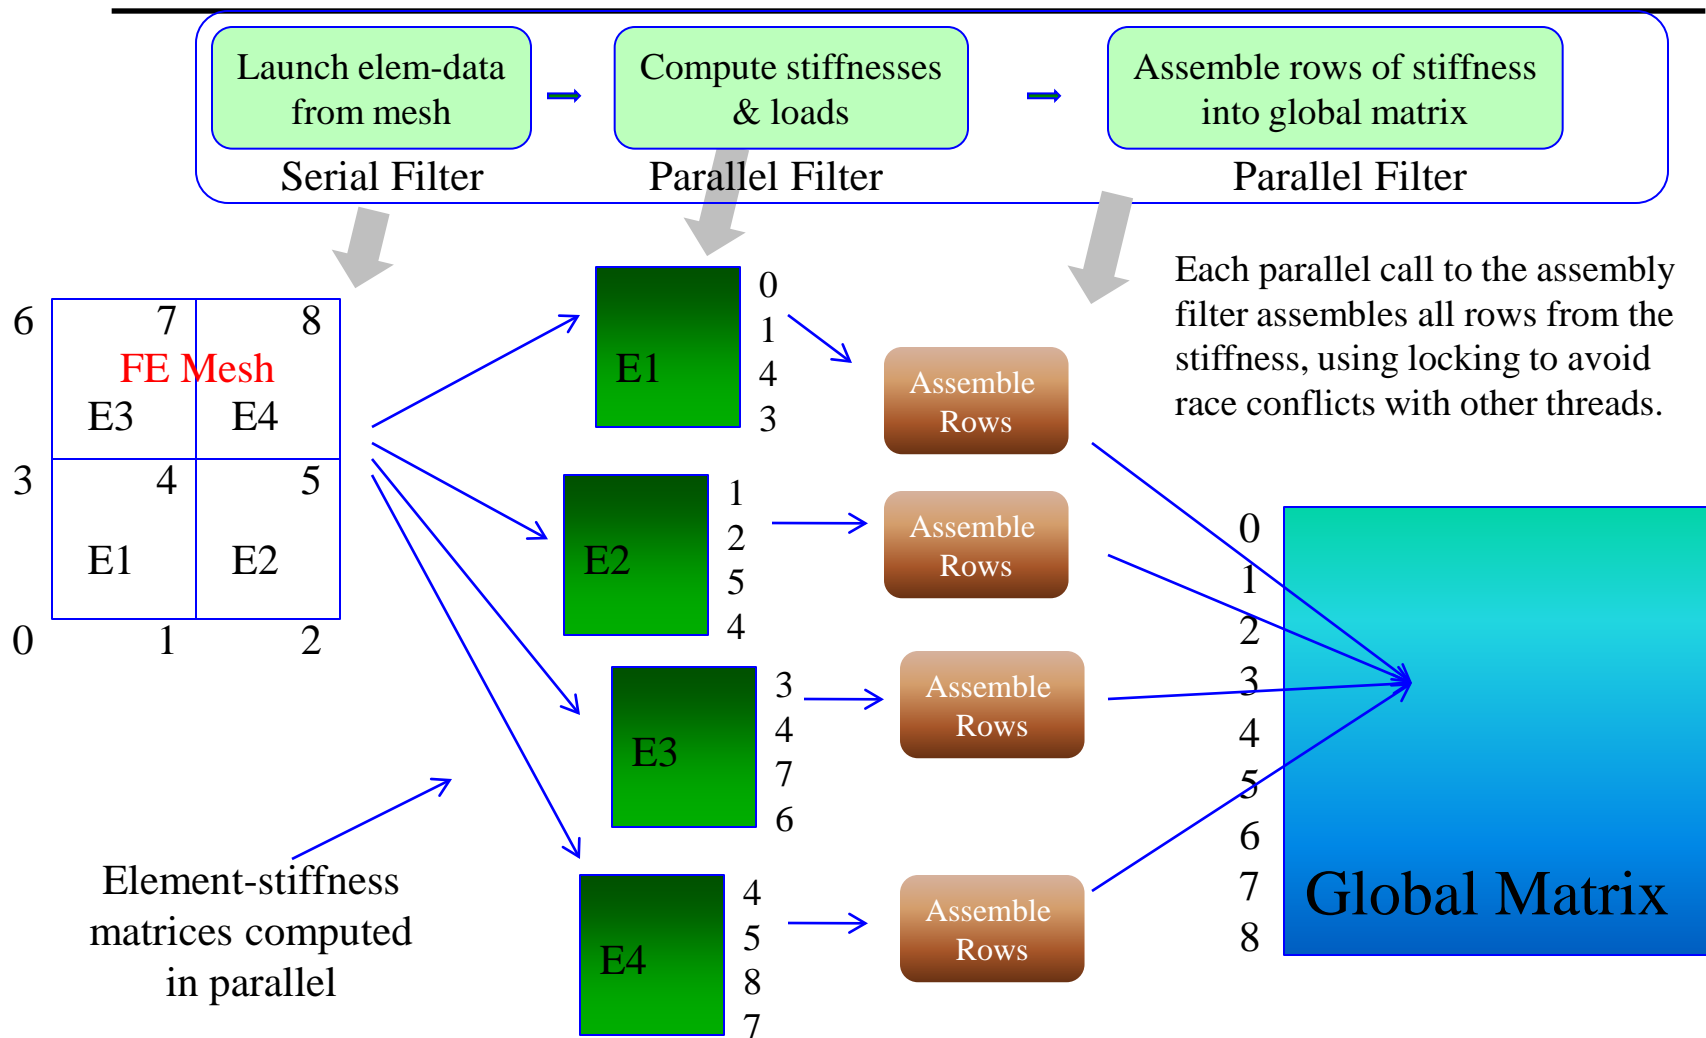 Launch elem-data
from mesh
Compute stiffnesses
& loads
Assemble rows of stiffness
into global matrix
Serial Filter
Parallel Filter
Parallel Filter
Each parallel call to the assembly
filter assembles all rows from the
stiffness, using locking to avoid
race conflicts with other threads.
6 7 8
FE Mesh
E3 E4
3 4 5
E1 E2
0 1 2
E1
0
1
4
3
Assemble
Rows
E2
1
2
5
4
Assemble
Rows
E3
3
4
7
6
Assemble
Rows
E4
4
5
8
7
Assemble
Rows
Element-stiffness
matrices computed
in parallel
0
1
2
3
4
5
6
7
8
Global Matrix